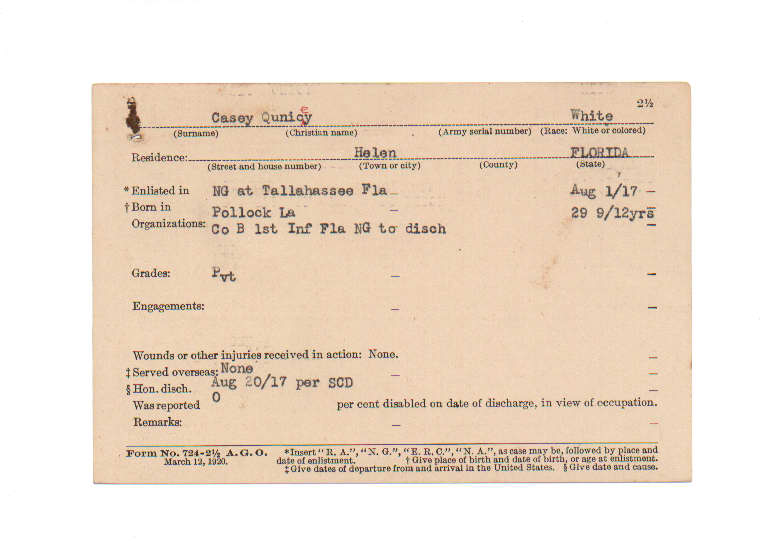 2½
Casey Qunicy White
E
(Surname) (Christian name) (Army serial number) (Race: White or colored)
Residence: Helen FLORIDA
(Street and house number) (Town or city) (County) (State)
*Enlisted in NG at Tallahassee Fla Aug 1/17 —
†Born in Pollock La — 29 9/12yrs
Organizations: Co B 1st Inf Fla NG to disch —
Grades: Pvt — —
Engagements: — —
Wounds or other injuries received in action: None. —
‡Served overseas: None — —
§Hon. disch. Aug 20/17 per SCD —
Was reported 0 per cent disabled on date of discharge, in view of occupation.
Remarks: — —
Form No. 724-2½ A. G. O. *Insert "R. A.", "N. G.", "E. R. C.", "N. A.", as case may be, followed by place and
March 12, 1920. date of enlistment. †Give place of birth and date of birth, or age at enlistment.
‡Give dates of departure from and arrival in the United States. §Give date and cause.